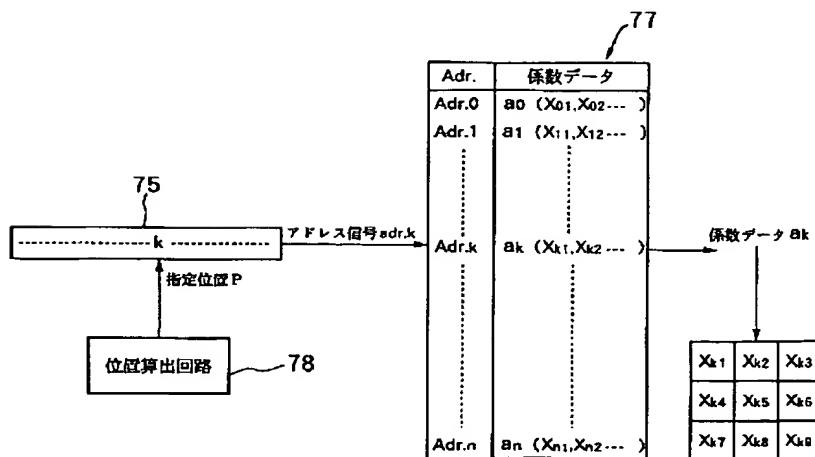 77
Adr. 係数データ
Adr.0 a0 (X01,X02--- )
Adr.1 a1 (X11,X12--- )
75
k
アドレス信号adr.k
Adr.k ak (Xk1,Xk2--- )
係数データak
指定位置P
位置算出回路
78
Xk1 Xk2 Xk3
Xk4 Xk5 Xk6
Xk7 Xk8 Xk9
Adr.n an (Xn1,Xn2--- )